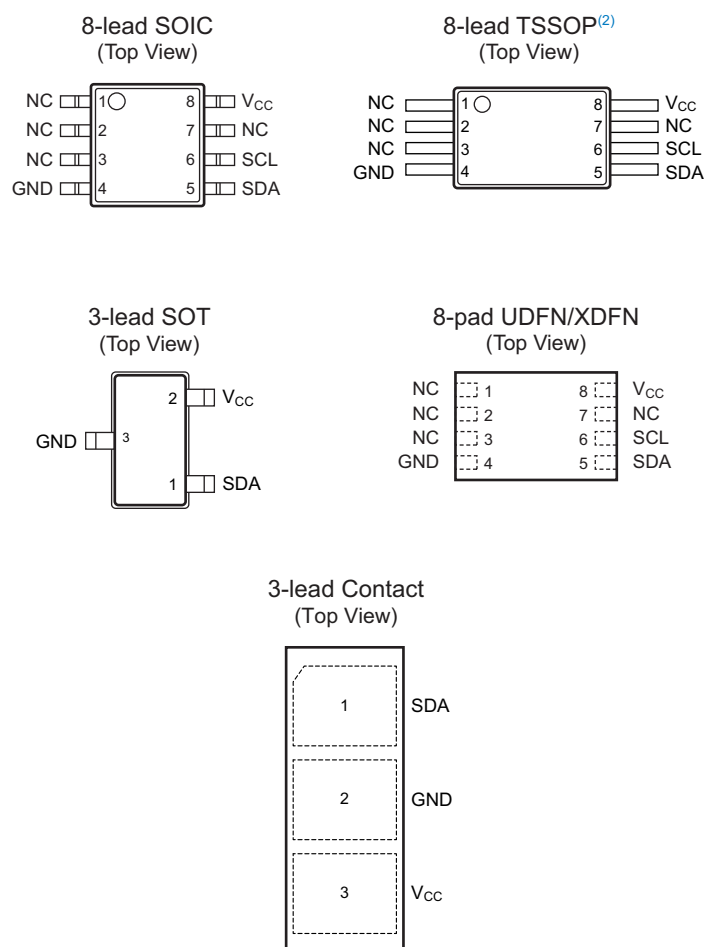 8-lead SOIC
(Top View)
NC 1 8 VCC
NC 2 7 NC
NC 3 6 SCL
GND 4 5 SDA
8-lead TSSOP(2)
(Top View)
NC 1 8 VCC
NC 2 7 NC
NC 3 6 SCL
GND 4 5 SDA
3-lead SOT
(Top View)
2 VCC
GND 3
1 SDA
8-pad UDFN/XDFN
(Top View)
NC 1 8 VCC
NC 2 7 NC
NC 3 6 SCL
GND 4 5 SDA
3-lead Contact
(Top View)
1 SDA
2 GND
3 VCC